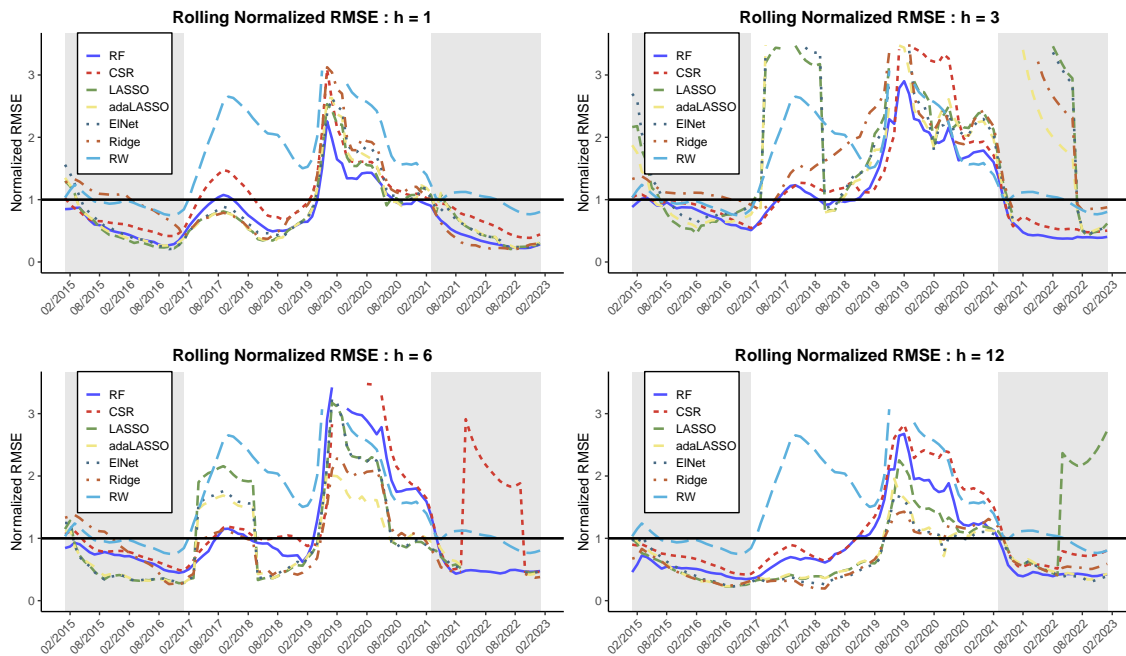 Rolling Normalized RMSE : h = 1
Normalized RMSE
3
2
1
0
RF
CSR
LASSO
adaLASSO
ElNet
Ridge
RW
02/2015
08/2015
02/2016
08/2016
02/2017
08/2017
02/2018
08/2018
02/2019
08/2019
02/2020
08/2020
02/2021
08/2021
02/2022
08/2022
02/2023
Rolling Normalized RMSE : h = 3
Normalized RMSE
3
2
1
0
RF
CSR
LASSO
adaLASSO
ElNet
Ridge
RW
02/2015
08/2015
02/2016
08/2016
02/2017
08/2017
02/2018
08/2018
02/2019
08/2019
02/2020
08/2020
02/2021
08/2021
02/2022
08/2022
02/2023
Rolling Normalized RMSE : h = 6
Normalized RMSE
3
2
1
0
RF
CSR
LASSO
adaLASSO
ElNet
Ridge
RW
02/2015
08/2015
02/2016
08/2016
02/2017
08/2017
02/2018
08/2018
02/2019
08/2019
02/2020
08/2020
02/2021
08/2021
02/2022
08/2022
02/2023
Rolling Normalized RMSE : h = 12
Normalized RMSE
3
2
1
0
RF
CSR
LASSO
adaLASSO
ElNet
Ridge
RW
02/2015
08/2015
02/2016
08/2016
02/2017
08/2017
02/2018
08/2018
02/2019
08/2019
02/2020
08/2020
02/2021
08/2021
02/2022
08/2022
02/2023